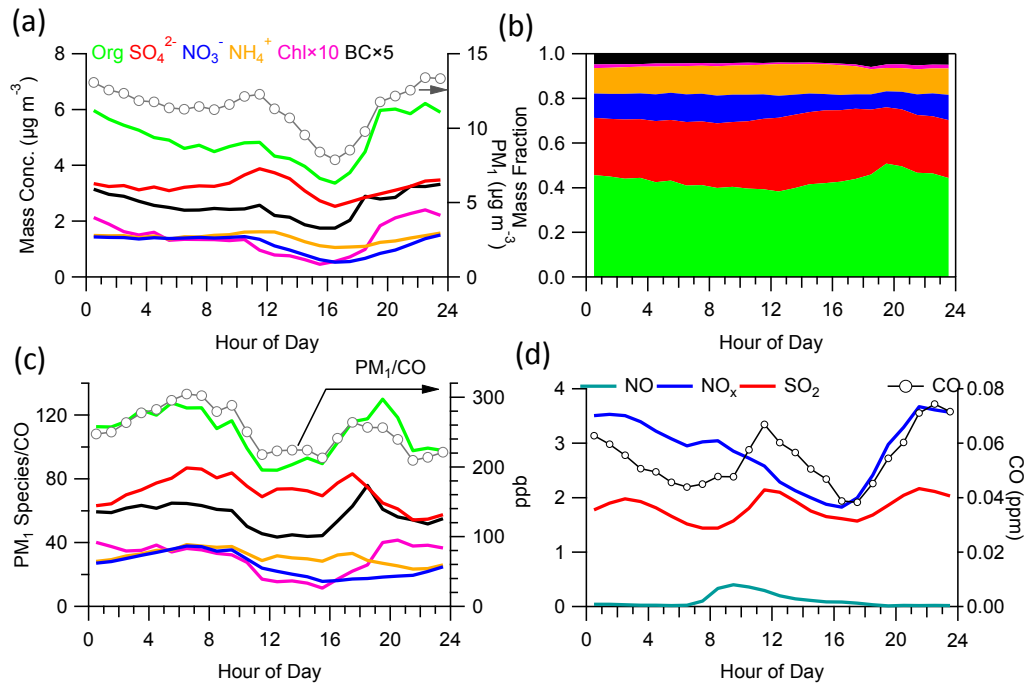 (a)
Org SO₄²⁻ NO₃⁻ NH₄⁺ Chl×10 BC×5
8
6
4
2
0
Mass Conc. (µg m⁻³)
15
10
5
0
PM₁ (µg m⁻³)
0 4 8 12 16 20 24
Hour of Day
(b)
1.0
0.8
0.6
0.4
0.2
0.0
Mass Fraction
0 4 8 12 16 20 24
Hour of Day
(c)
PM₁/CO
120
80
40
0
PM₁ Species/CO
300
200
100
0
0 4 8 12 16 20 24
Hour of Day
(d)
NO NOₓ SO₂ CO
4
3
2
1
0
ppb
0.08
0.06
0.04
0.02
0.00
CO (ppm)
0 4 8 12 16 20 24
Hour of Day